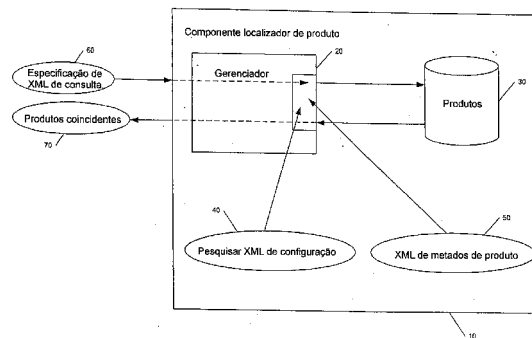 Componente localizador de produto
60
20
Especificação de
XML de consulta
Gerenciador
30
Produtos
Produtos coincidentes
70
40
50
Pesquisar XML de configuração
XML de metados de produto
10